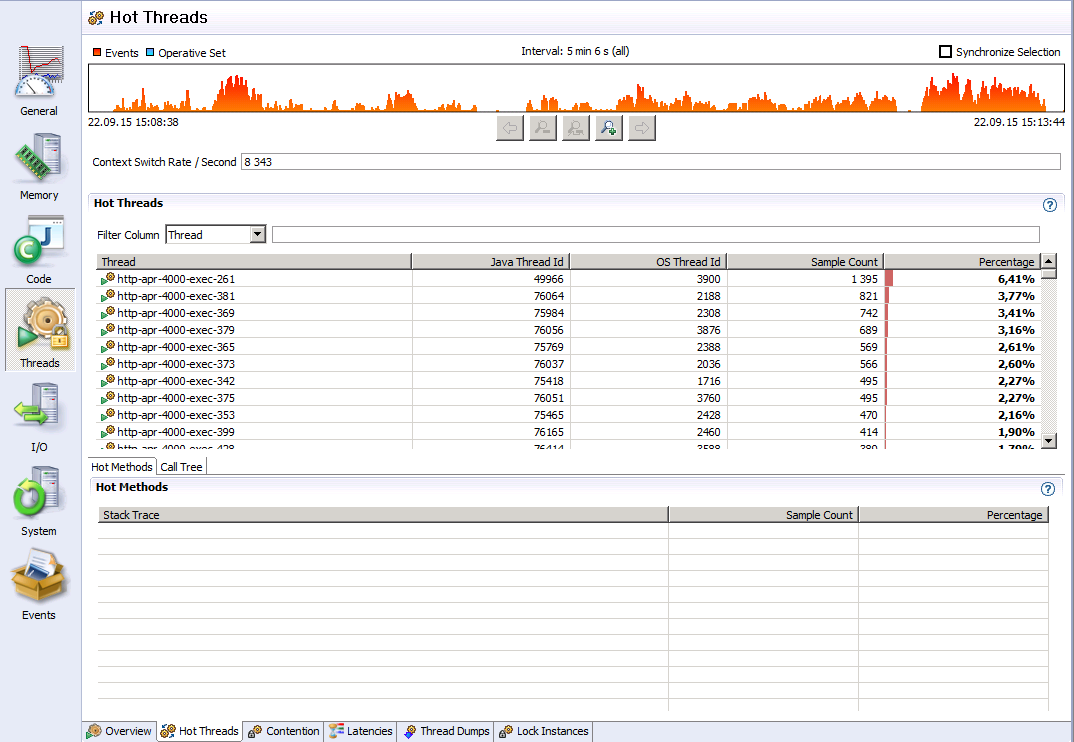 Hot Threads
Events Operative Set
Interval: 5 min 6 s (all)
Synchronize Selection
22.09.15 15:08:38
22.09.15 15:13:44
Context Switch Rate / Second 8 343
General
Memory
Code
Threads
I/O
System
Events
Hot Threads
Filter Column Thread
Thread Java Thread Id OS Thread Id Sample Count Percentage
http-apr-4000-exec-261 49966 3900 1 395 6,41%
http-apr-4000-exec-381 76064 2188 821 3,77%
http-apr-4000-exec-369 75984 2308 742 3,41%
http-apr-4000-exec-379 76056 3876 689 3,16%
http-apr-4000-exec-365 75769 2388 569 2,61%
http-apr-4000-exec-373 76037 2036 566 2,60%
http-apr-4000-exec-342 75418 1716 495 2,27%
http-apr-4000-exec-375 76051 3760 495 2,27%
http-apr-4000-exec-353 75465 2428 470 2,16%
http-apr-4000-exec-399 76165 2460 414 1,90%
Hot Methods Call Tree
Hot Methods
Stack Trace Sample Count Percentage
Overview Hot Threads Contention Latencies Thread Dumps Lock Instances